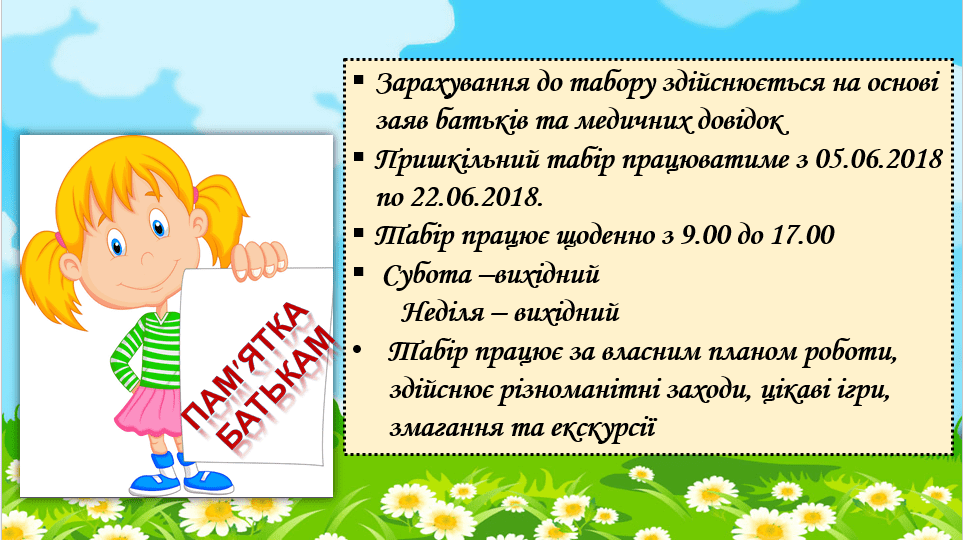 ▪ Зарахування до табору здійснюється на основі
заяв батьків та медичних довідок
▪ Пришкільний табір працюватиме з 05.06.2018
по 22.06.2018.
▪ Табір працює щоденно з 9.00 до 17.00
▪ Субота –вихідний
Неділя – вихідний
• Табір працює за власним планом роботи,
здійснює різноманітні заходи, цікаві ігри,
змагання та екскурсії
ПАМ'ЯТКА
БАТЬКАМ